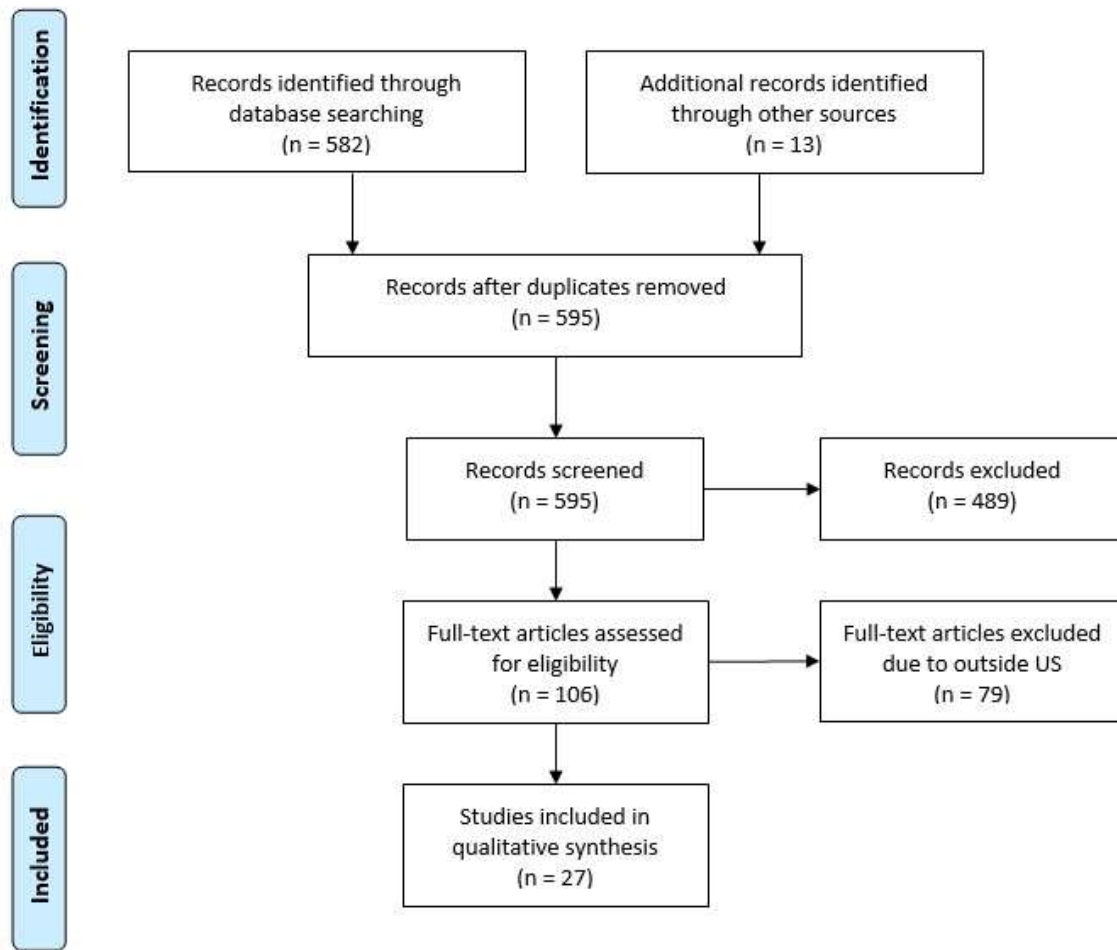 Identification
Records identified through
database searching
(n = 582)
Additional records identified
through other sources
(n = 13)
Screening
Records after duplicates removed
(n = 595)
Records screened
(n = 595)
Records excluded
(n = 489)
Eligibility
Full-text articles assessed
for eligibility
(n = 106)
Full-text articles excluded
due to outside US
(n = 79)
Included
Studies included in
qualitative synthesis
(n = 27)